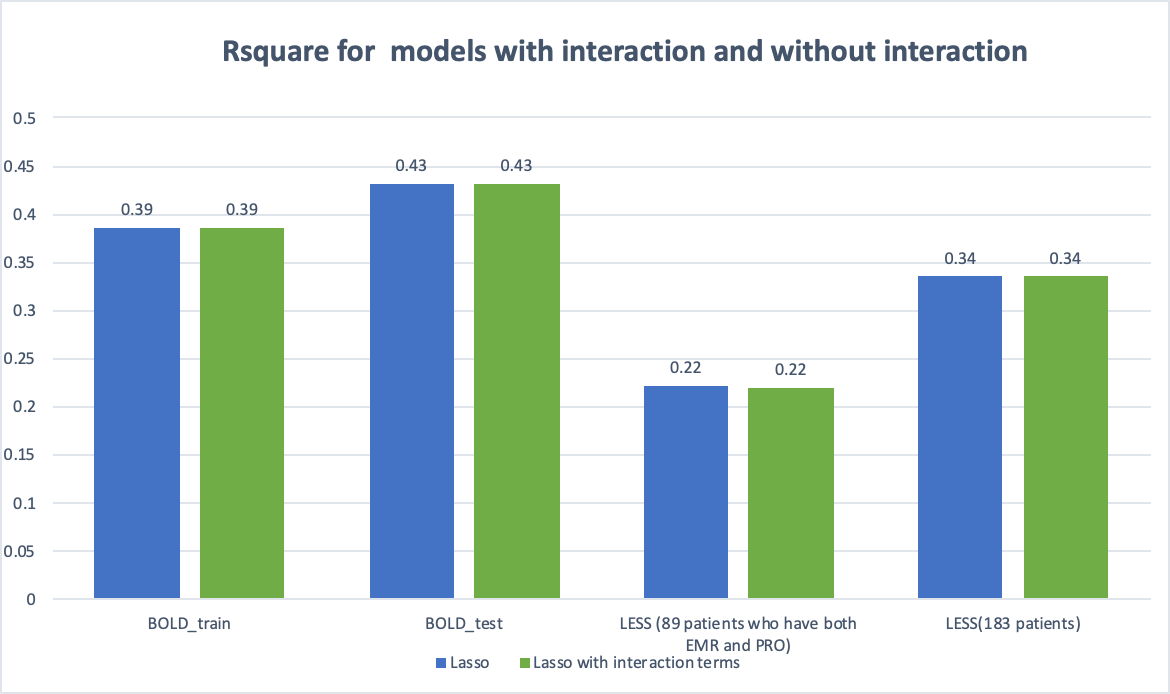 Rsquare for  models with interaction and without interaction
0.5
0.45
0.4
0.35
0.3
0.25
0.2
0.15
0.1
0.05
0
0.39
0.39
0.43
0.43
0.22
0.22
0.34
0.34
BOLD_train
BOLD_test
LESS (89 patients who have both
EMR and PRO)
LESS(183 patients)
Lasso
Lasso with interaction terms